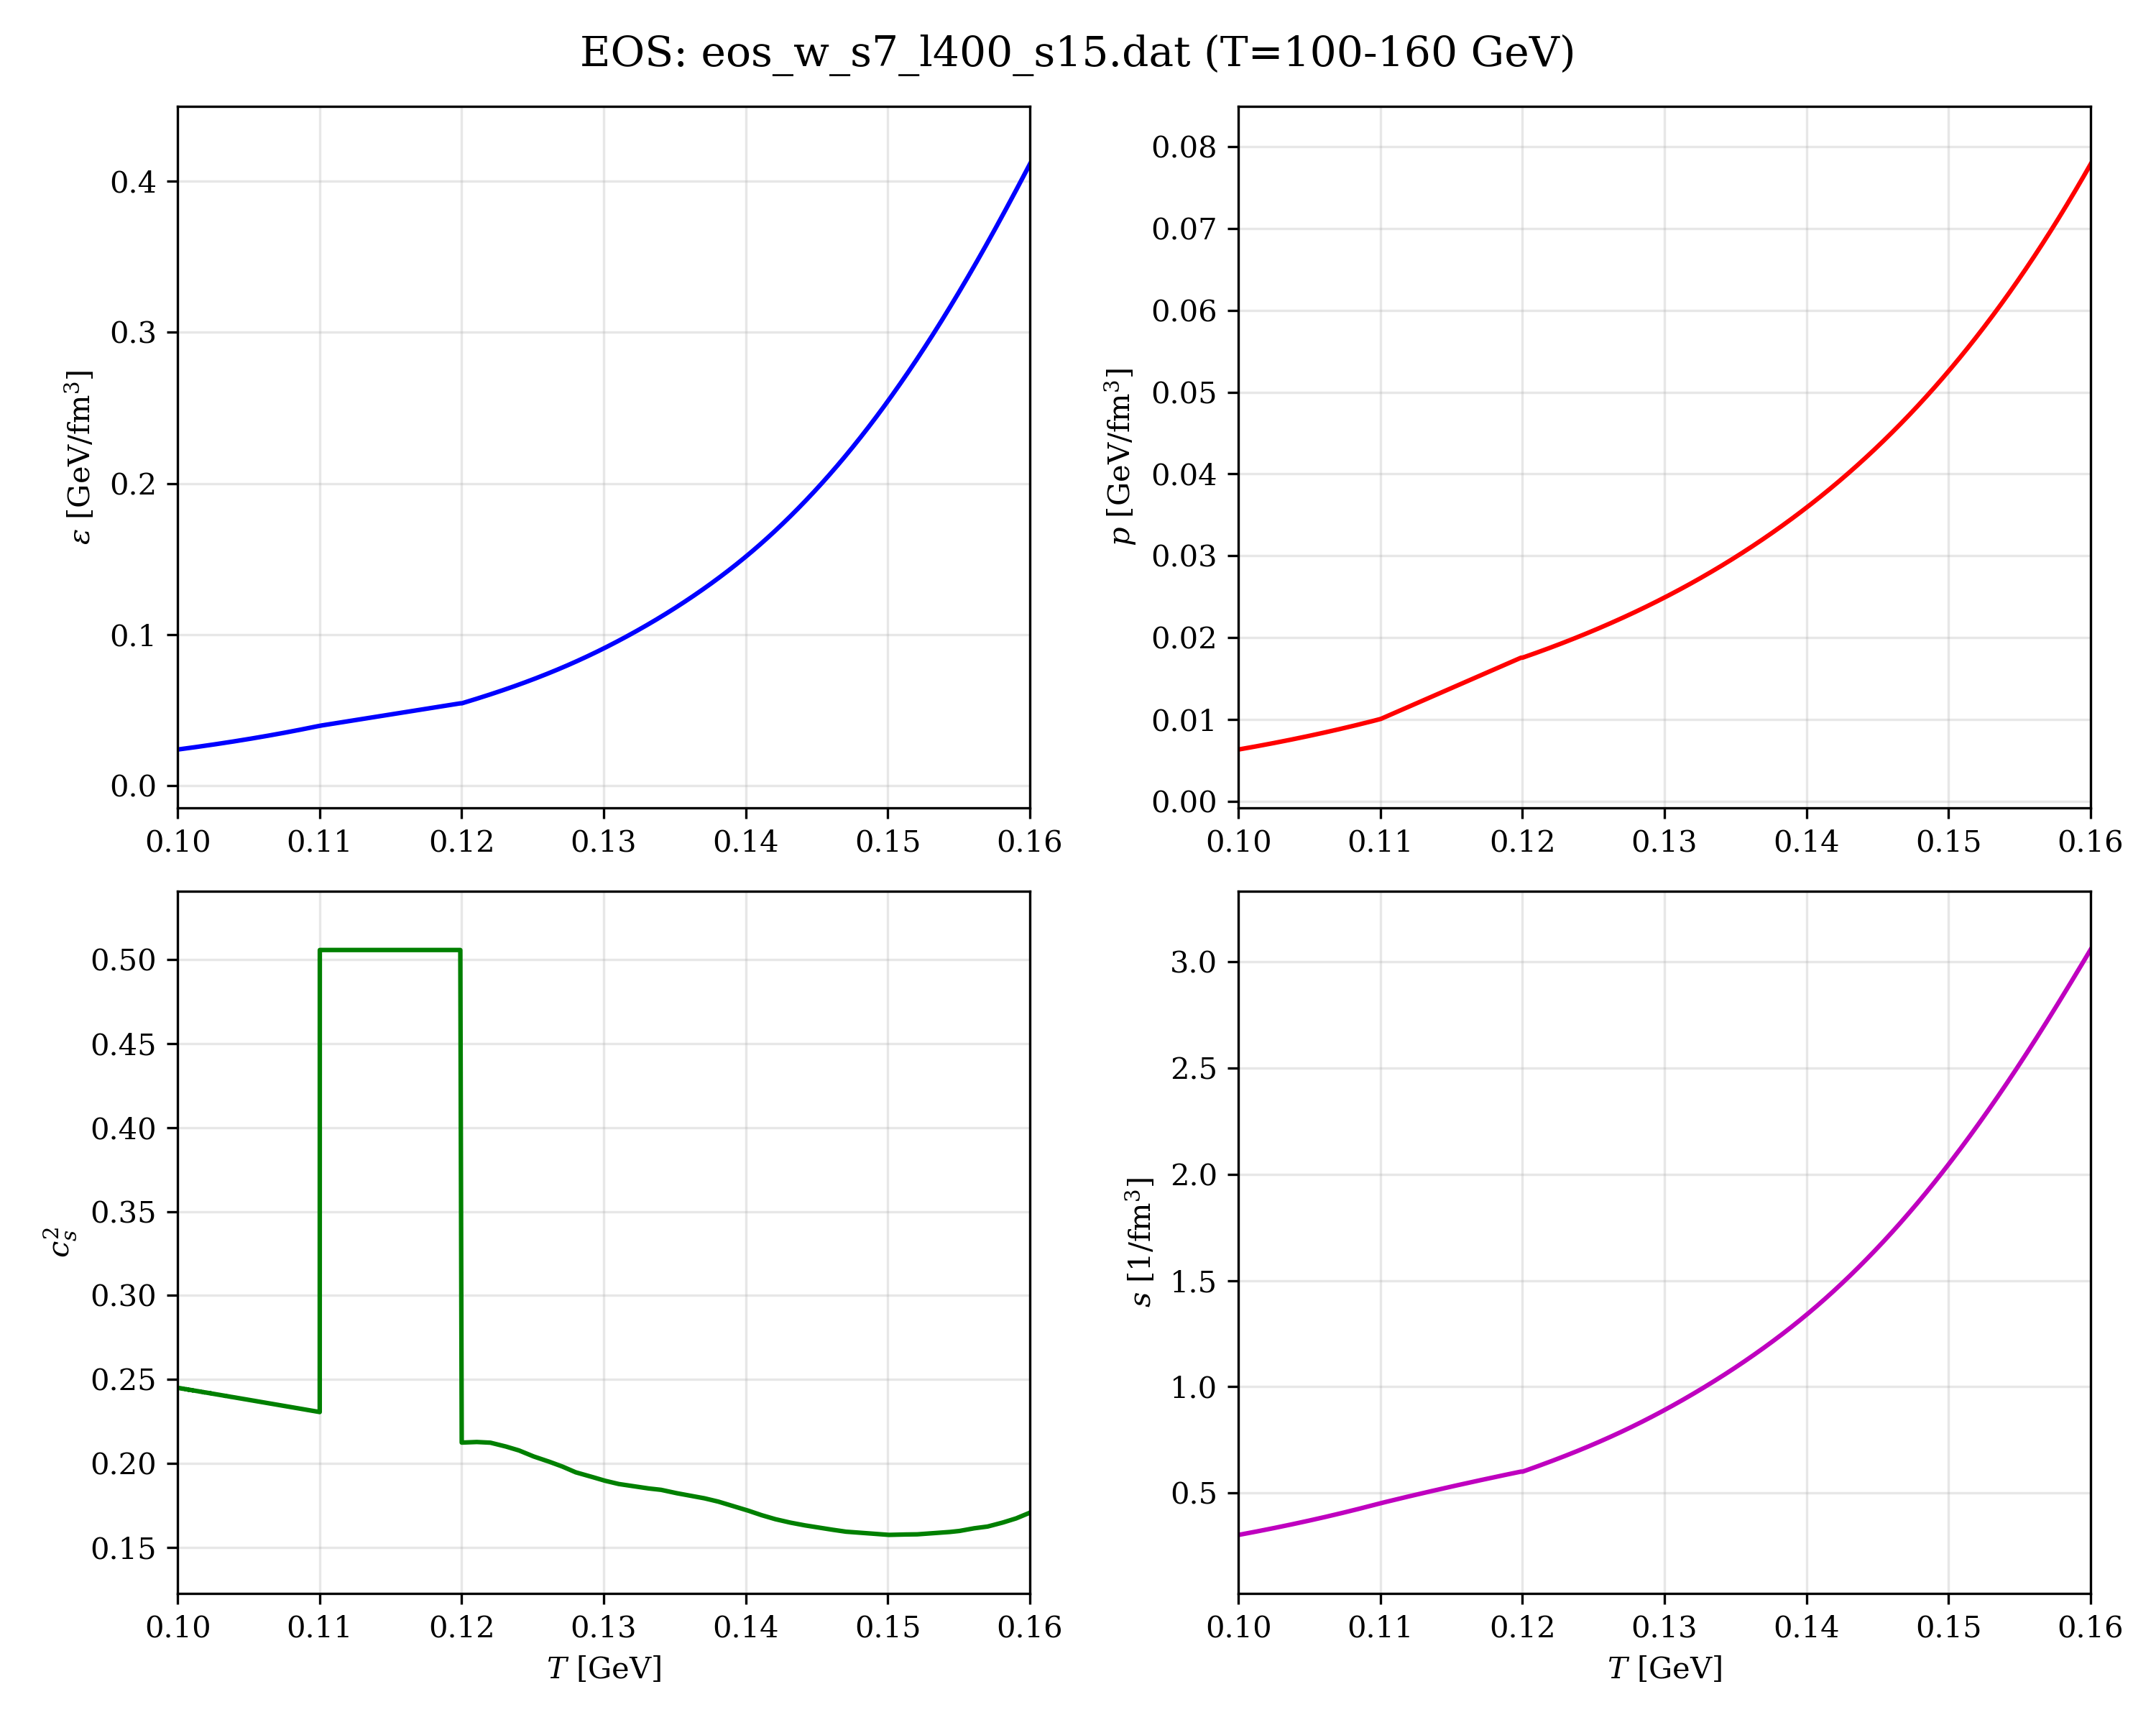 EOS: eos_w_s7_l400_s15.dat (T=100-160 GeV)
ε [GeV/fm³]
0.4
0.3
0.2
0.1
0.0
0.10 0.11 0.12 0.13 0.14 0.15 0.16
p [GeV/fm³]
0.08
0.07
0.06
0.05
0.04
0.03
0.02
0.01
0.00
0.10 0.11 0.12 0.13 0.14 0.15 0.16
c_s^2
0.50
0.45
0.40
0.35
0.30
0.25
0.20
0.15
0.10 0.11 0.12 0.13 0.14 0.15 0.16
T [GeV]
s [1/fm³]
3.0
2.5
2.0
1.5
1.0
0.5
0.10 0.11 0.12 0.13 0.14 0.15 0.16
T [GeV]